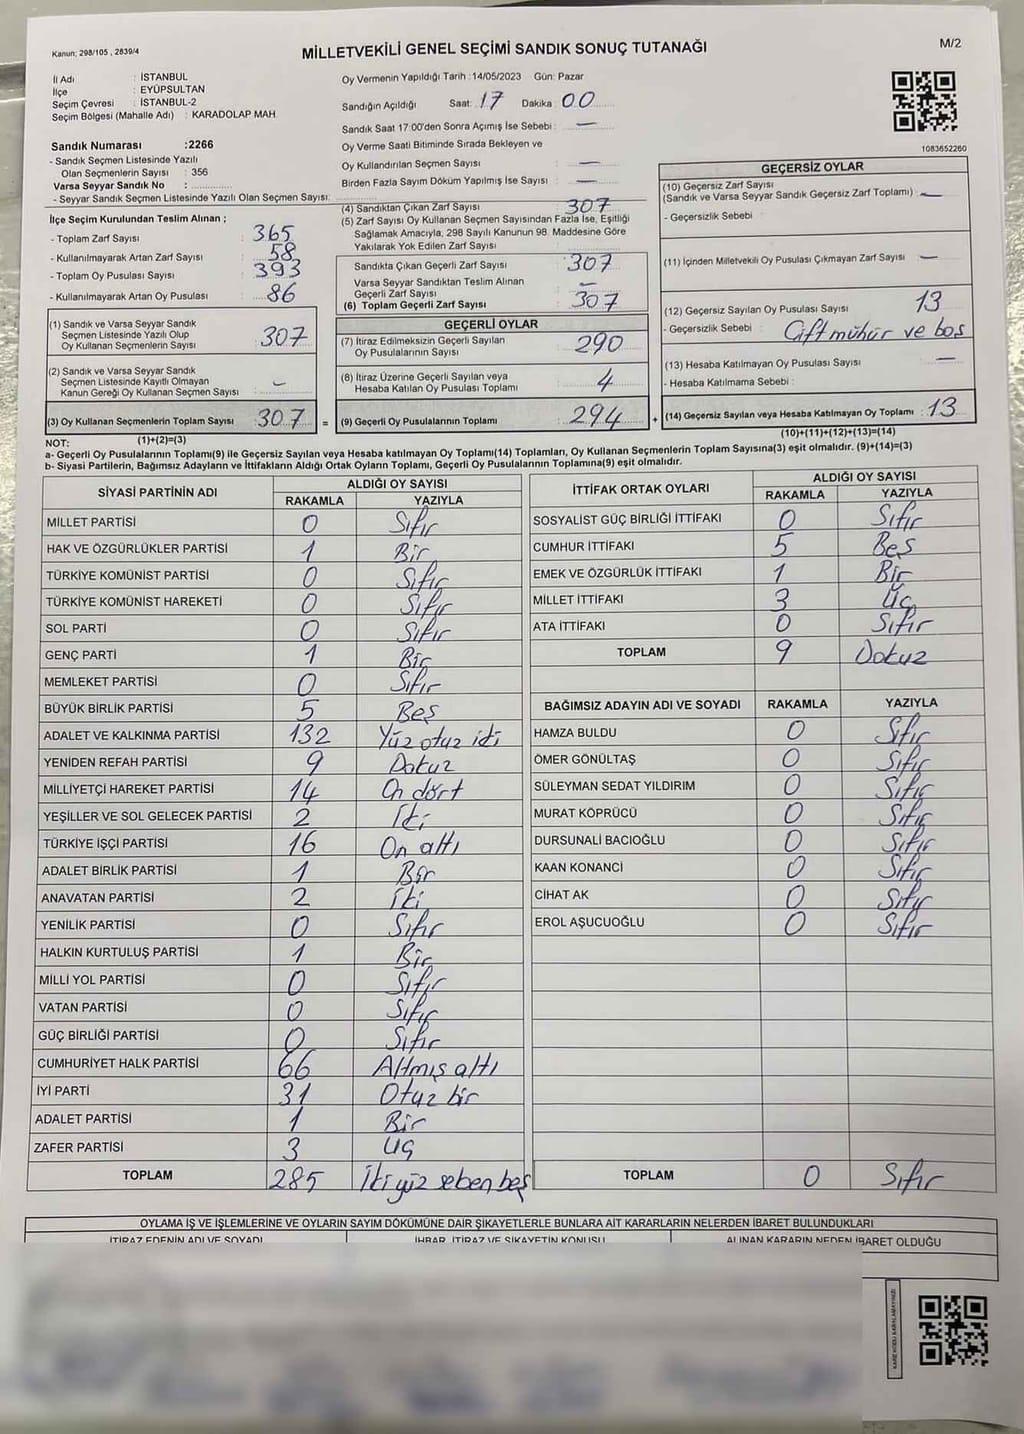 Kanun; 298/105 , 2839/4
MİLLETVEKİLİ GENEL SEÇİMİ SANDIK SONUÇ TUTANAĞI
M/2
İl Adı : İSTANBUL
İlçe : EYÜPSULTAN
Seçim Çevresi : İSTANBUL-2
Seçim Bölgesi (Mahalle Adı) : KARADOLAP MAH.
Sandık Numarası :2266
- Sandık Seçmen Listesinde Yazılı
Olan Seçmenlerin Sayısı : 356
Varsa Seyyar Sandık No :
- Seyyar Sandık Seçmen Listesinde Yazılı Olan Seçmen Sayısı:
Oy Vermenin Yapıldığı Tarih :14/05/2023 Gün: Pazar
Sandığın Açıldığı Saat: 17 Dakika : 00
Sandık Saat 17:00'den Sonra Açımış İse Sebebi : —
Oy Verme Saati Bitiminde Sırada Bekleyen ve
Oy Kullandırılan Seçmen Sayısı : —
Birden Fazla Sayım Döküm Yapılmış İse Sayısı : —
1083652260
İlçe Seçim Kurulundan Teslim Alınan ;
- Toplam Zarf Sayısı : 365
- Kullanılmayarak Artan Zarf Sayısı : 58
- Toplam Oy Pusulası Sayısı : 393
- Kullanılmayarak Artan Oy Pusulası : 86
(1) Sandık ve Varsa Seyyar Sandık
Seçmen Listesinde Yazılı Olup
Oy Kullanan Seçmenlerin Sayısı : 307
(2) Sandık ve Varsa Seyyar Sandık
Seçmen Listesinde Kayıtlı Olmayan
Kanun Gereği Oy Kullanan Seçmen Sayısı : —
(3) Oy Kullanan Seçmenlerin Toplam Sayısı : 307
(1)+(2)=(3)
(4) Sandıktan Çıkan Zarf Sayısı : 307
(5) Zarf Sayısı Oy Kullanan Seçmen Sayısından Fazla İse, Eşitliği
Sağlamak Amacıyla, 298 Sayılı Kanunun 98. Maddesine Göre
Yakılarak Yok Edilen Zarf Sayısı :
Sandıkta Çıkan Geçerli Zarf Sayısı : 307
Varsa Seyyar Sandıktan Teslim Alınan
Geçerli Zarf Sayısı : —
(6) Toplam Geçerli Zarf Sayısı : 307
GEÇERLİ OYLAR
(7) İtiraz Edilmeksizin Geçerli Sayılan
Oy Pusulalarının Sayısı : 290
(8) İtiraz Üzerine Geçerli Sayılan veya
Hesaba Katılan Oy Pusulası Toplamı : 4
= (9) Geçerli Oy Pusulalarının Toplamı : 294 +
GEÇERSİZ OYLAR
(10) Geçersiz Zarf Sayısı
(Sandık ve Varsa Seyyar Sandık Geçersiz Zarf Toplamı) : —
- Geçersizlik Sebebi :
(11) İçinden Milletvekili Oy Pusulası Çıkmayan Zarf Sayısı : —
(12) Geçersiz Sayılan Oy Pusulası Sayısı : 13
- Geçersizlik Sebebi : Çift mühür ve boş
(13) Hesaba Katılmayan Oy Pusulası Sayısı : —
- Hesaba Katılmama Sebebi :
(14) Geçersiz Sayılan veya Hesaba Katılmayan Oy Toplamı : 13
(10)+(11)+(12)+(13)=(14)
NOT:
a- Geçerli Oy Pusulalarının Toplamı(9) ile Geçersiz Sayılan veya Hesaba katılmayan Oy Toplamı(14) Toplamları, Oy Kullanan Seçmenlerin Toplam Sayısına(3) eşit olmalıdır. (9)+(14)=(3)
b- Siyasi Partilerin, Bağımsız Adayların ve İttifakların Aldığı Ortak Oyların Toplamı, Geçerli Oy Pusulalarının Toplamına(9) eşit olmalıdır.
SİYASİ PARTİNİN ADI ALDIĞI OY SAYISI
RAKAMLA YAZIYLA
MİLLET PARTİSİ 0 Sıfır
HAK VE ÖZGÜRLÜKLER PARTİSİ 1 Bir
TÜRKİYE KOMÜNİST PARTİSİ 0 Sıfır
TÜRKİYE KOMÜNİST HAREKETİ 0 Sıfır
SOL PARTİ 0 Sıfır
GENÇ PARTİ 1 Bir
MEMLEKET PARTİSİ 0 Sıfır
BÜYÜK BİRLİK PARTİSİ 5 Beş
ADALET VE KALKINMA PARTİSİ 132 Yüz otuz iki
YENİDEN REFAH PARTİSİ 9 Dokuz
MİLLİYETÇİ HAREKET PARTİSİ 14 On dört
YEŞİLLER VE SOL GELECEK PARTİSİ 2 İki
TÜRKİYE İŞÇİ PARTİSİ 16 On altı
ADALET BİRLİK PARTİSİ 1 Bir
ANAVATAN PARTİSİ 2 İki
YENİLİK PARTİSİ 0 Sıfır
HALKIN KURTULUŞ PARTİSİ 1 Bir
MİLLİ YOL PARTİSİ 0 Sıfır
VATAN PARTİSİ 0 Sıfır
GÜÇ BİRLİĞİ PARTİSİ 0 Sıfır
CUMHURİYET HALK PARTİSİ 66 Altmış altı
İYİ PARTİ 31 Otuz bir
ADALET PARTİSİ 1 Bir
ZAFER PARTİSİ 3 Üç
TOPLAM 285 İki yüz seben beş
İTTİFAK ORTAK OYLARI ALDIĞI OY SAYISI
RAKAMLA YAZIYLA
SOSYALİST GÜÇ BİRLİĞİ İTTİFAKI 0 Sıfır
CUMHUR İTTİFAKI 5 Beş
EMEK VE ÖZGÜRLÜK İTTİFAKI 1 Bir
MİLLET İTTİFAKI 3 Üç
ATA İTTİFAKI 0 Sıfır
TOPLAM 9 Dokuz
BAĞIMSIZ ADAYIN ADI VE SOYADI RAKAMLA YAZIYLA
HAMZA BULDU 0 Sıfır
ÖMER GÖNÜLTAŞ 0 Sıfır
SÜLEYMAN SEDAT YILDIRIM 0 Sıfır
MURAT KÖPRÜCÜ 0 Sıfır
DURSUNALİ BACIOĞLU 0 Sıfır
KAAN KONANCİ 0 Sıfır
CİHAT AK 0 Sıfır
EROL AŞUCUOĞLU 0 Sıfır
TOPLAM 0 Sıfır
OYLAMA İŞ VE İŞLEMLERİNE VE OYLARIN SAYIM DÖKÜMÜNE DAİR ŞİKAYETLERLE BUNLARA AİT KARARLARIN NELERDEN İBARET BULUNDUKLARI
İTİRAZ EDENİN ADI VE SOYADI İHBAR, İTİRAZ VE ŞİKAYETİN KONUSU ALINAN KARARIN NEDEN İBARET OLDUĞU
KARE KODU KARALAMAYINIZ!